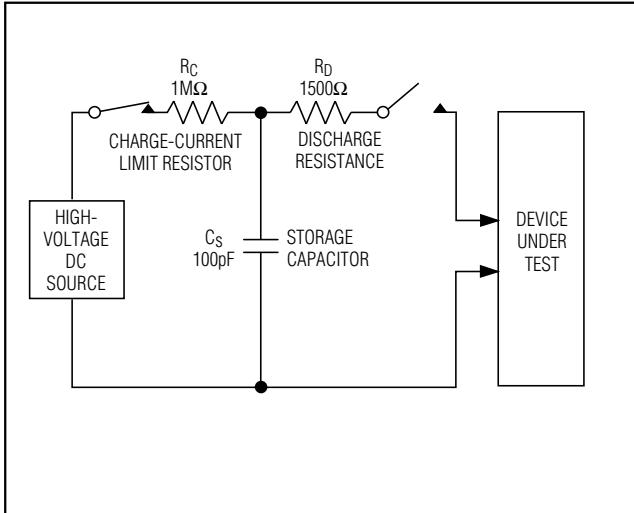 R_C
1MΩ
CHARGE-CURRENT
LIMIT RESISTOR
R_D
1500Ω
DISCHARGE
RESISTANCE
HIGH-
VOLTAGE
DC
SOURCE
C_S
100pF
STORAGE
CAPACITOR
DEVICE
UNDER
TEST